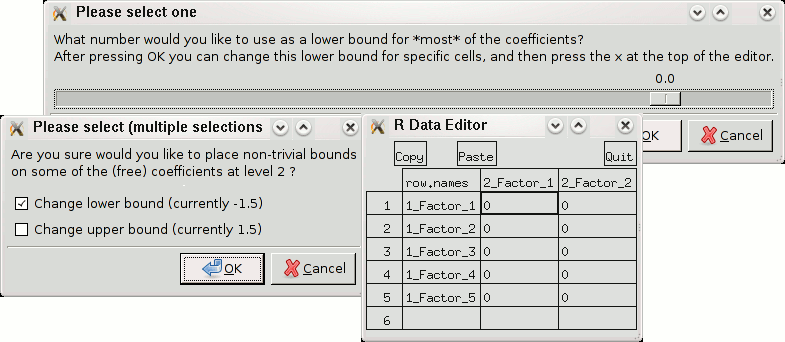 Please select one
What number would you like to use as a lower bound for *most* of the coefficients?
After pressing OK you can change this lower bound for specific cells, and then press the x at the top of the editor.
0.0
OK Cancel
Please select (multiple selections
Are you sure would you like to place non-trivial bounds
on some of the (free) coefficients at level 2 ?
Change lower bound (currently -1.5)
Change upper bound (currently 1.5)
OK Cancel
R Data Editor
Copy Paste Quit
row.names 2_Factor_1 2_Factor_2
1 1_Factor_1 0 0
2 1_Factor_2 0 0
3 1_Factor_3 0 0
4 1_Factor_4 0 0
5 1_Factor_5 0 0
6